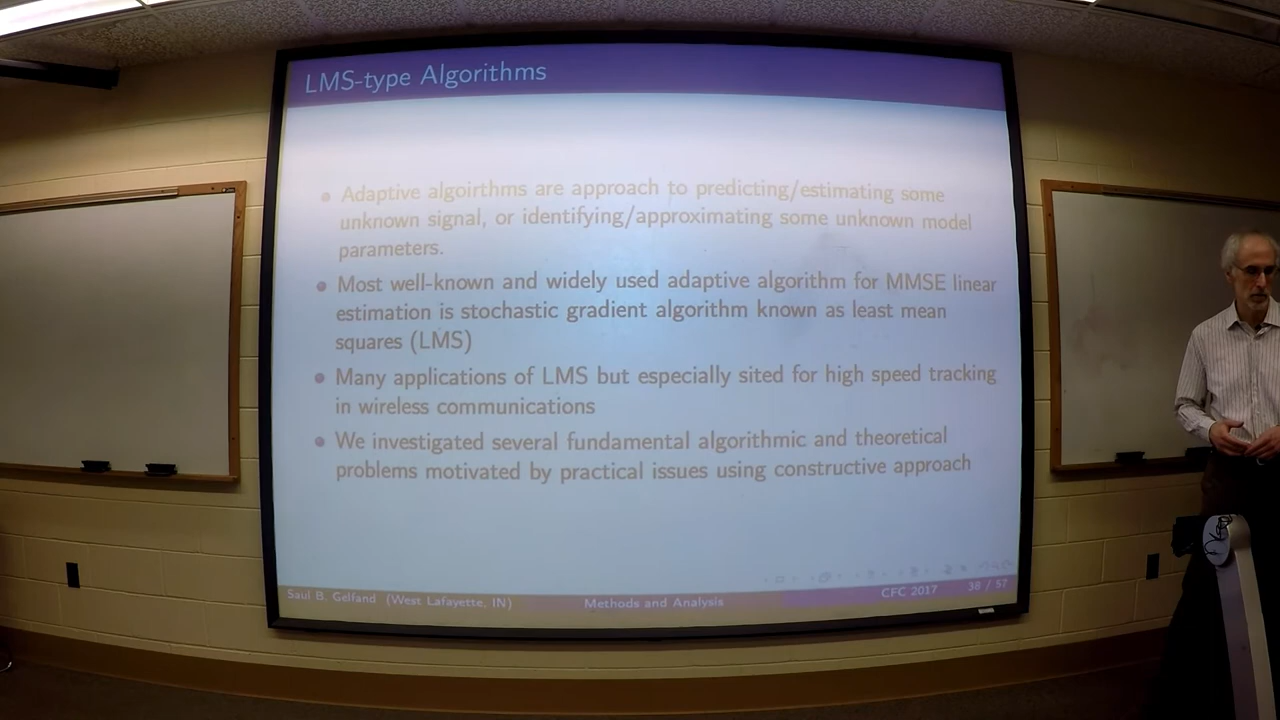 LMS-type Algorithms
Adaptive algoirthms are approach to predicting/estimating some
unknown signal, or identifying/approximating some unknown model
parameters.
Most well-known and widely used adaptive algorithm for MMSE linear
estimation is stochastic gradient algorithm known as least mean
squares (LMS)
Many applications of LMS but especially sited for high speed tracking
in wireless communications
We investigated several fundamental algorithmic and theoretical
problems motivated by practical issues using constructive approach
Saul B. Gelfand (West Lafayette, IN) Methods and Analysis CFC 2017 38 / 57